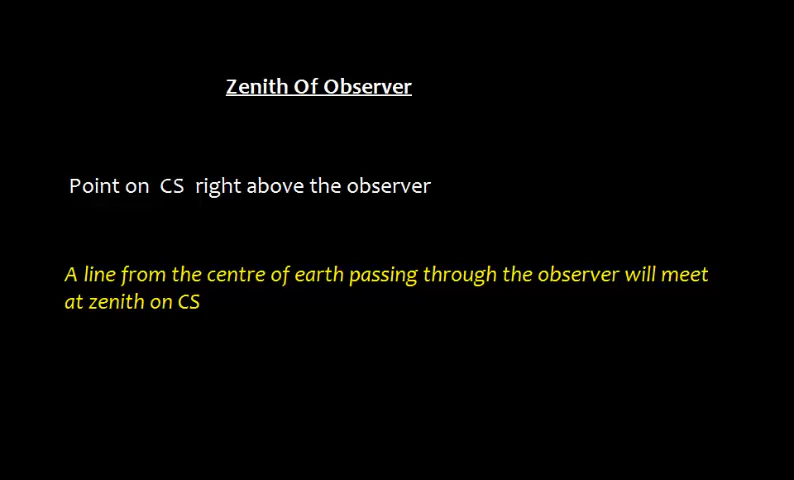 Zenith Of Observer
Point on CS right above the observer
A line from the centre of earth passing through the observer will meet
at zenith on CS